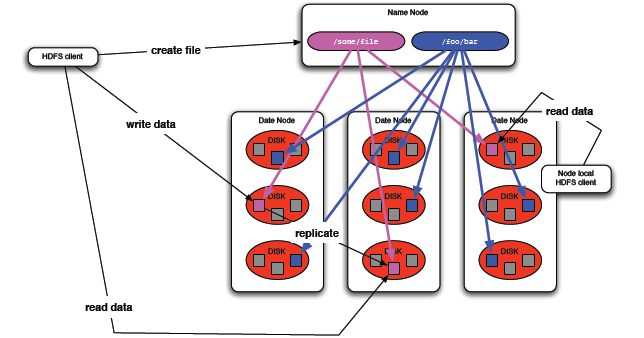 Name Node
/some/file
/foo/bar
HDFS client
create file
write data
read data
Date Node
Date Node
Date Node
DISK
DISK
DISK
DISK
DISK
DISK
DISK
DISK
DISK
Node local
HDFS client
replicate
read data